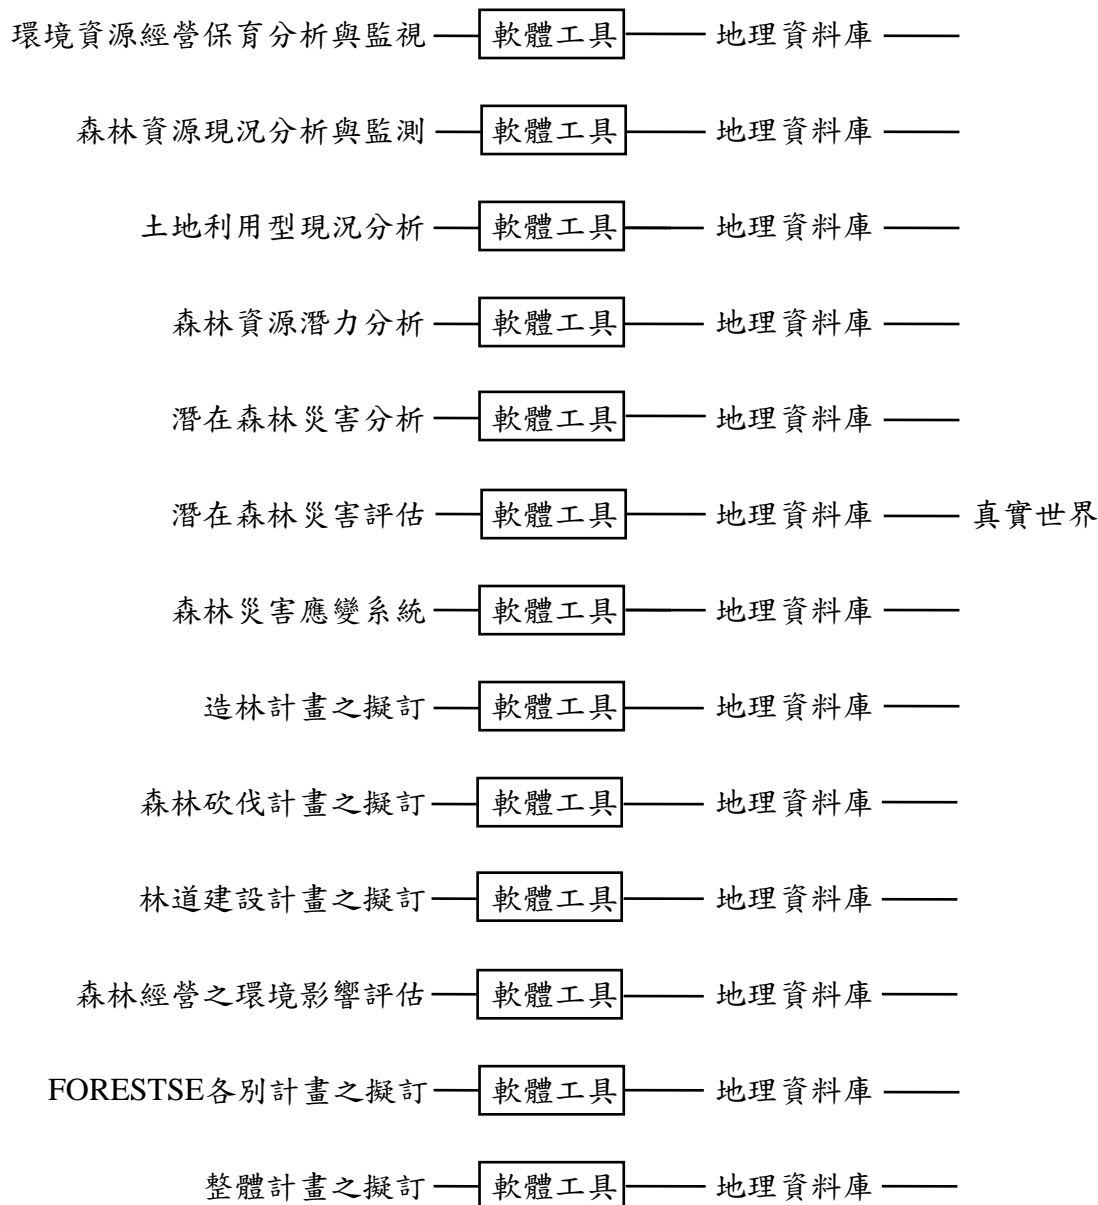 環境資源經營保育分析與監視 軟體工具 地理資料庫
森林資源現況分析與監測 軟體工具 地理資料庫
土地利用型現況分析 軟體工具 地理資料庫
森林資源潛力分析 軟體工具 地理資料庫
潛在森林災害分析 軟體工具 地理資料庫
潛在森林災害評估 軟體工具 地理資料庫 真實世界
森林災害應變系統 軟體工具 地理資料庫
造林計畫之擬訂 軟體工具 地理資料庫
森林砍伐計畫之擬訂 軟體工具 地理資料庫
林道建設計畫之擬訂 軟體工具 地理資料庫
森林經營之環境影響評估 軟體工具 地理資料庫
FORESTSE各別計畫之擬訂 軟體工具 地理資料庫
整體計畫之擬訂 軟體工具 地理資料庫